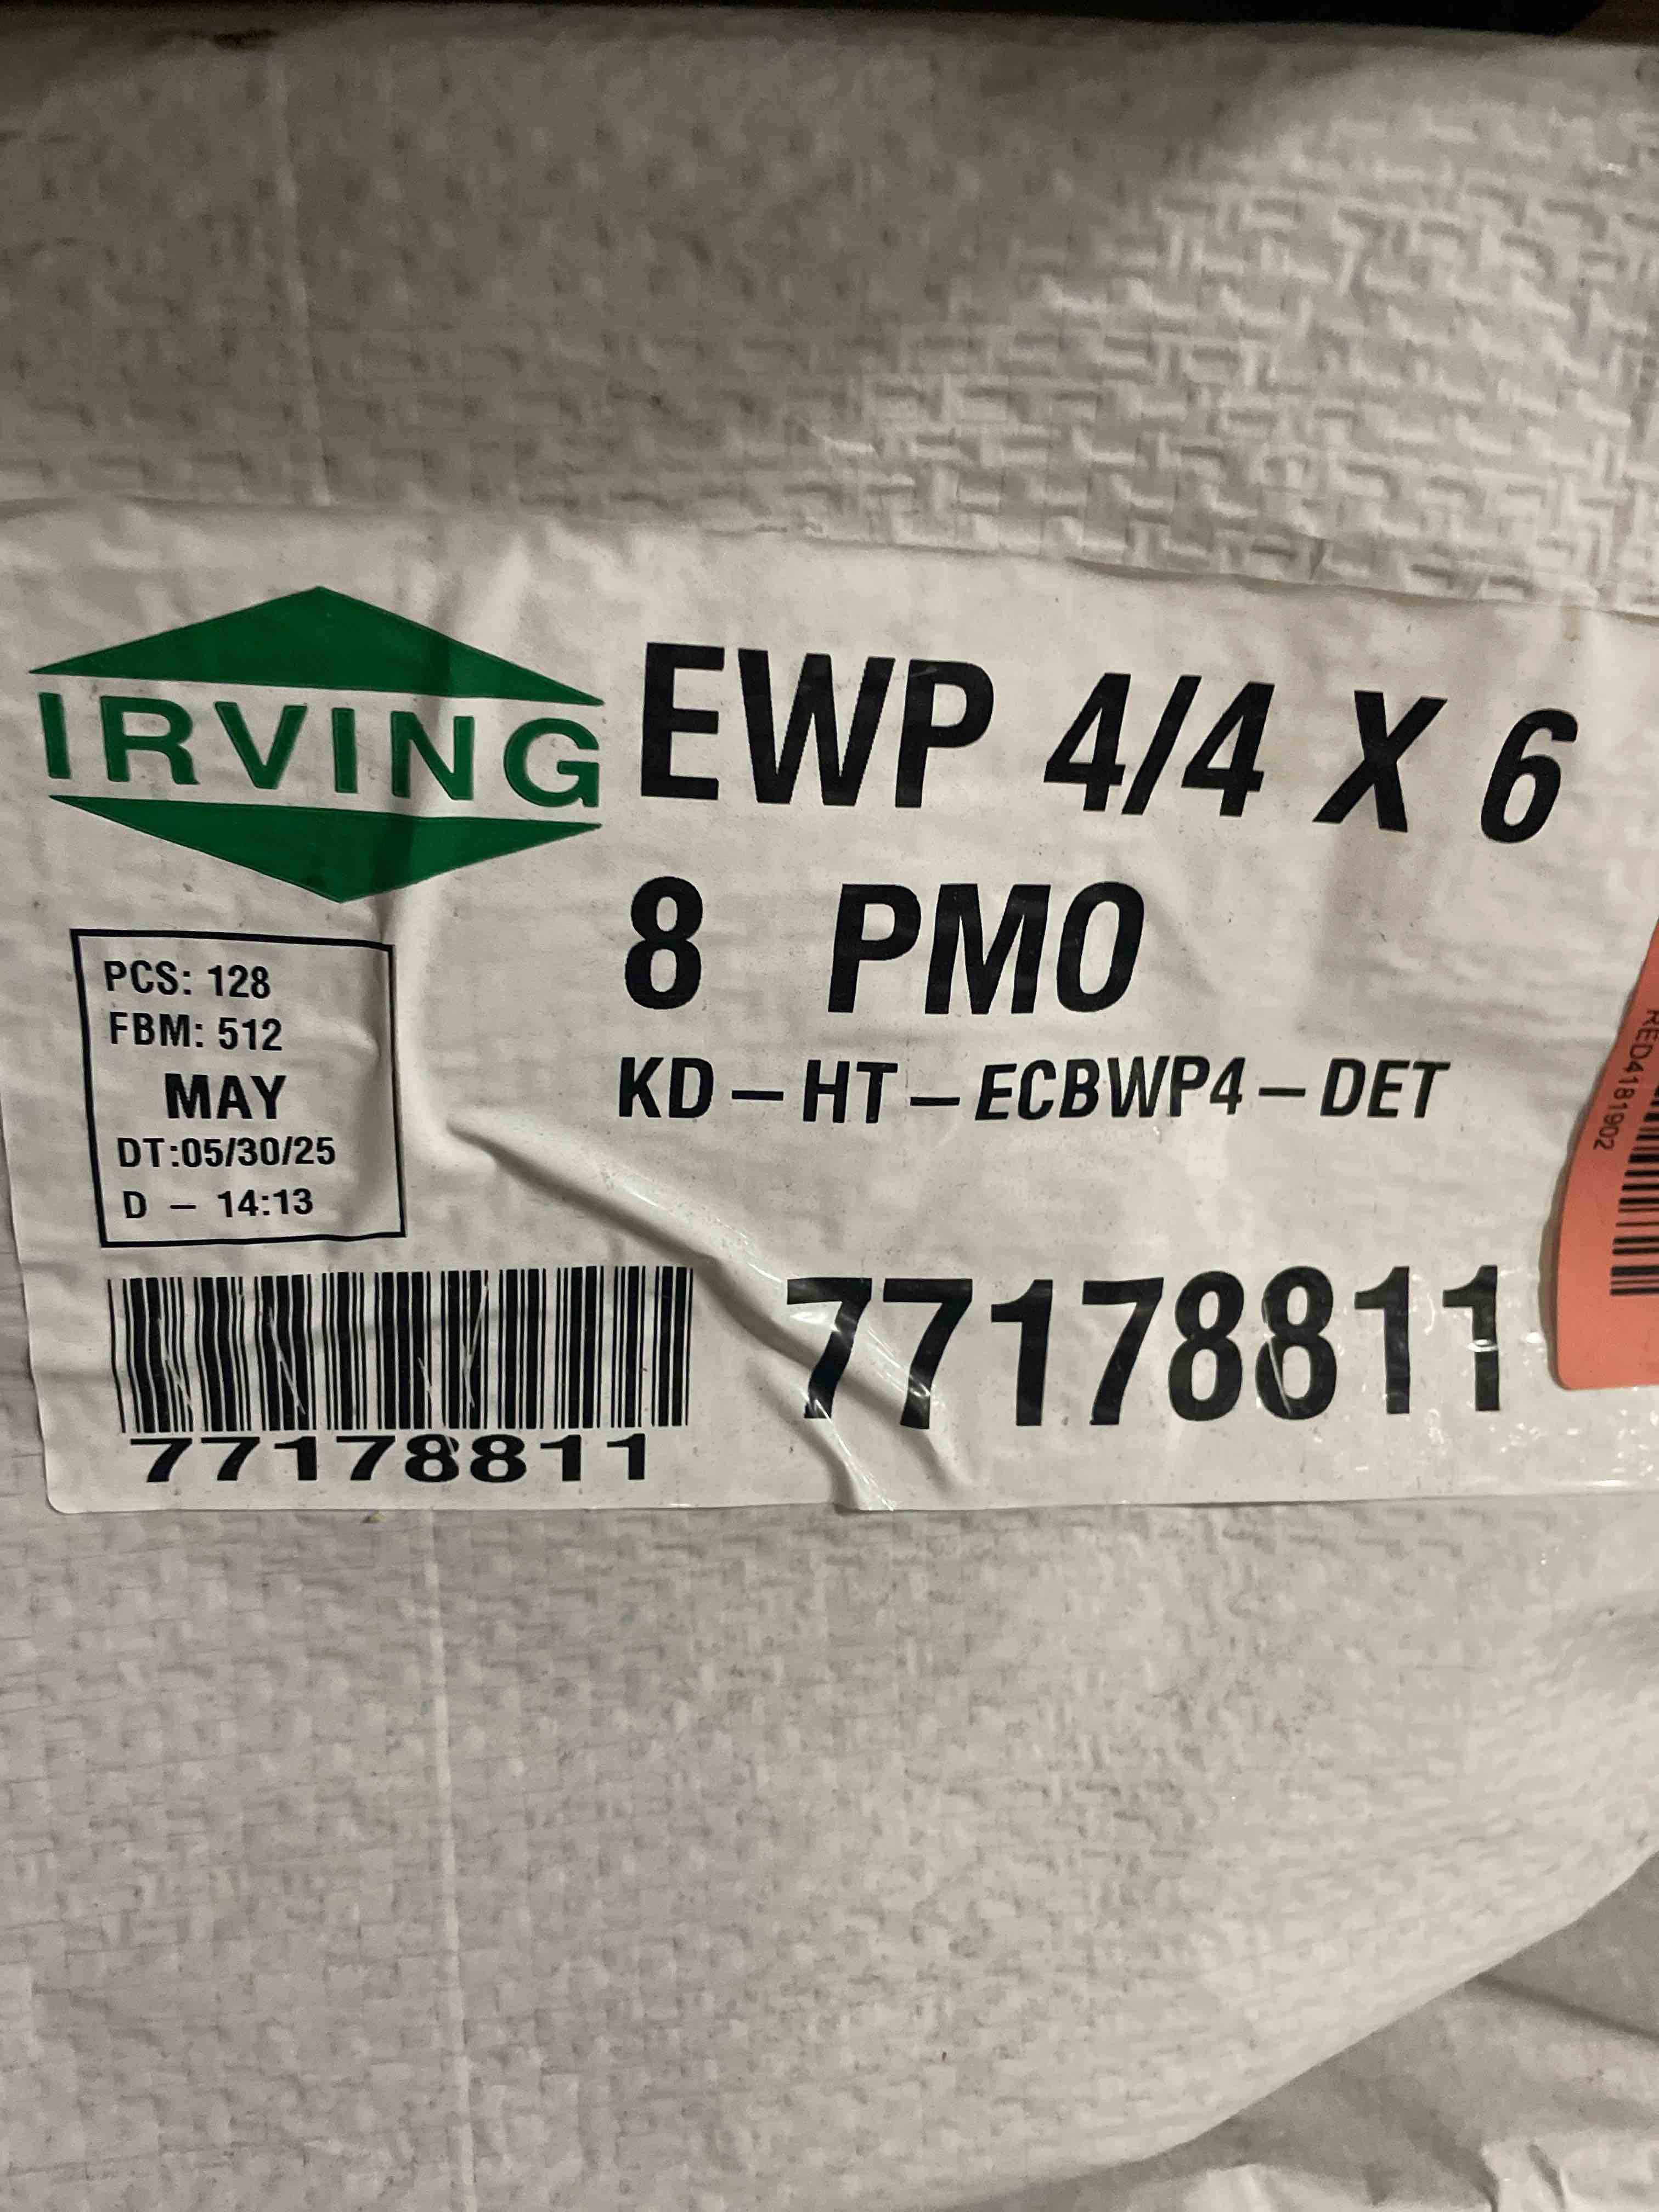 IRVING
EWP 4/4 X 6
8 PMO
KD – HT – ECBWP4 – DET
PCS: 128
FBM: 512
MAY
DT:05/30/25
D – 14:13
77178811
77178811
RED4181902